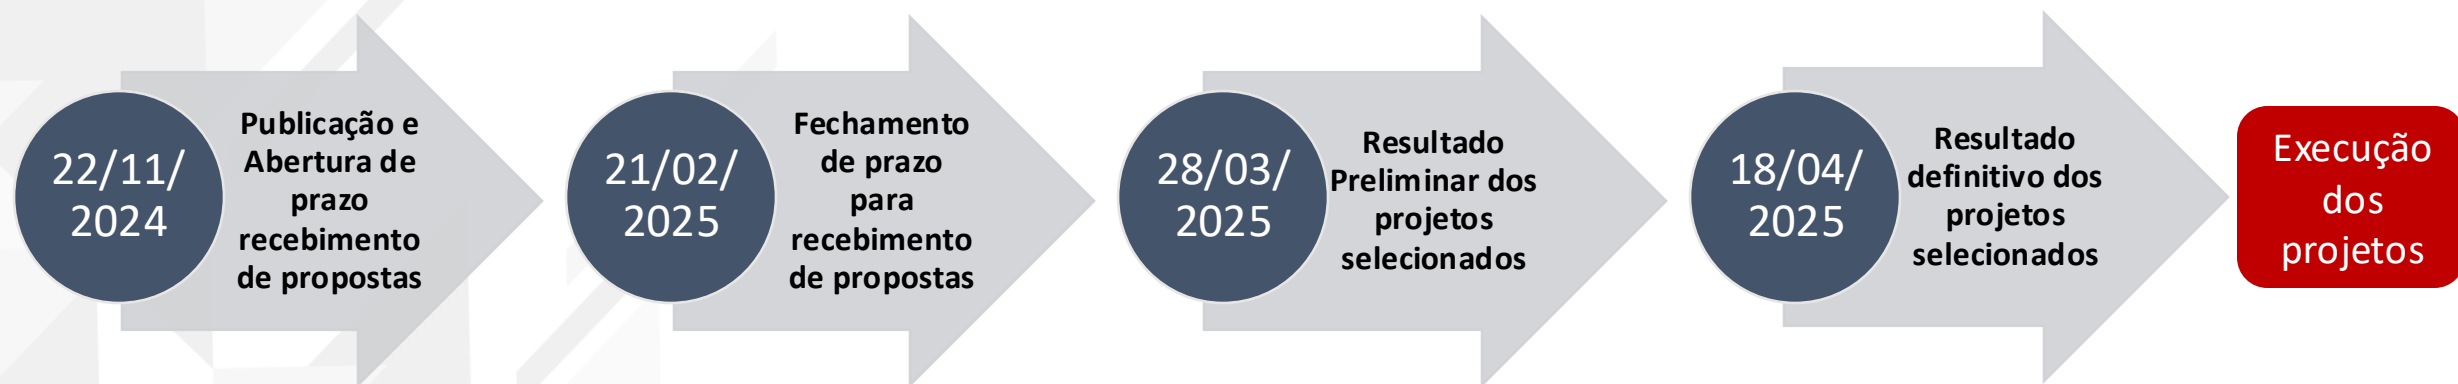 22/11/
2024
Publicação e
Abertura de
prazo
recebimento
de propostas
21/02/
2025
Fechamento
de prazo
para
recebimento
de propostas
28/03/
2025
Resultado
Preliminar dos
projetos
selecionados
18/04/
2025
Resultado
definitivo dos
projetos
selecionados
Execução
dos
projetos